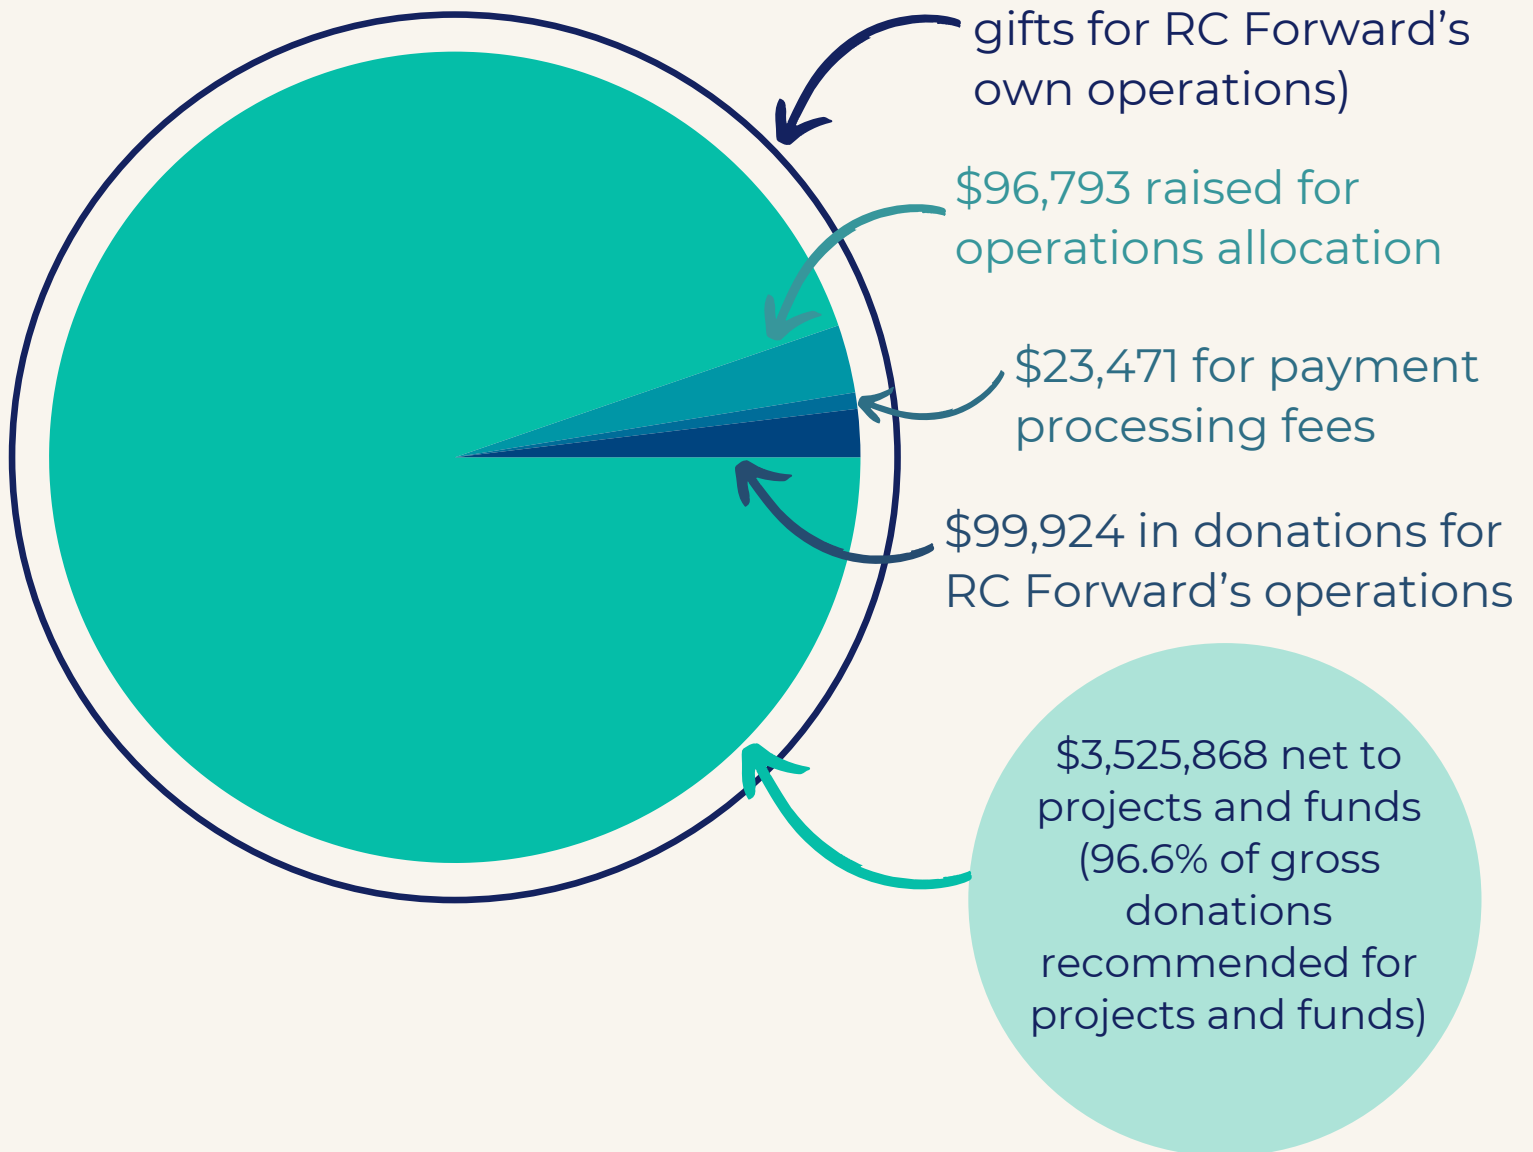 gifts for RC Forward’s
own operations)
$96,793 raised for
operations allocation
$23,471 for payment
processing fees
$99,924 in donations for
RC Forward’s operations
$3,525,868 net to
projects and funds
(96.6% of gross
donations
recommended for
projects and funds)